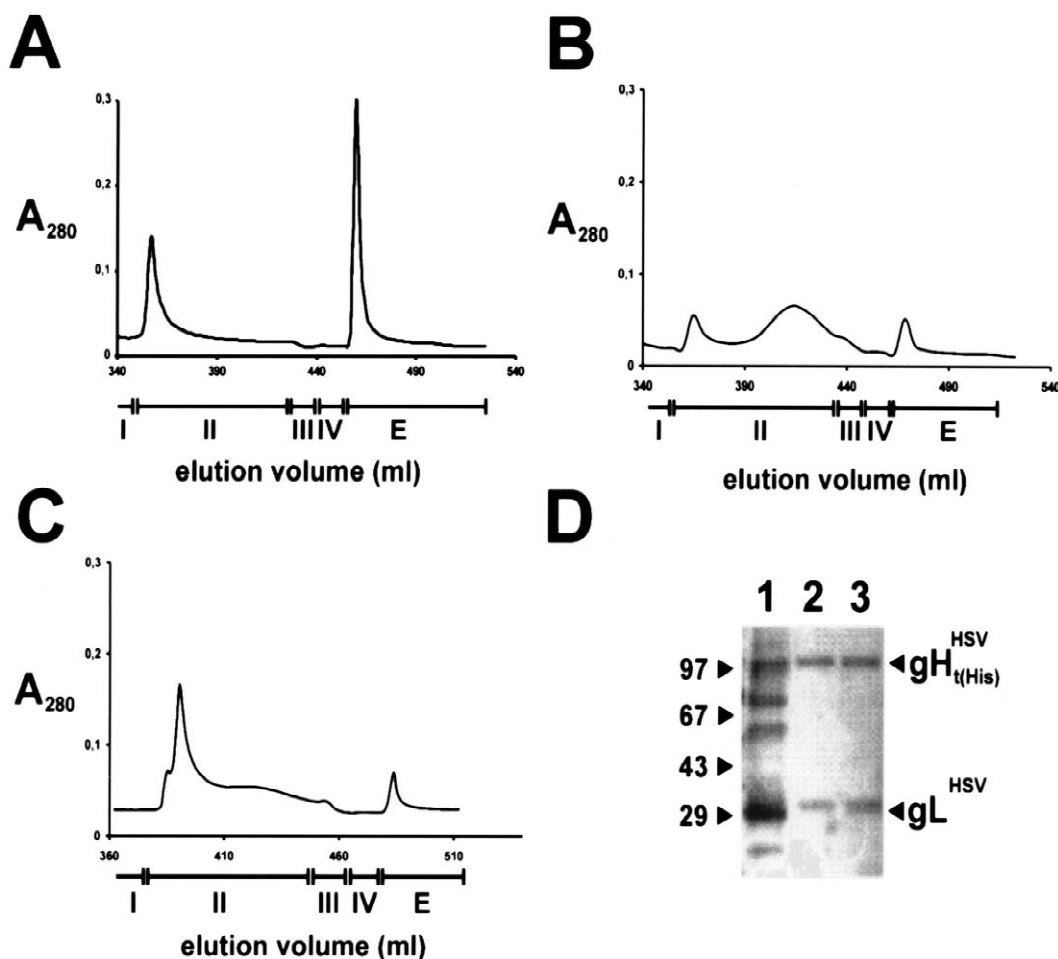 A
0,3
0,2
A280
0,1
0
340 440 540
I II III IV E
elution volume (ml)
B
0,3
0,2
A280
0,1
0
340 390 440 490 540
I II III IV E
elution volume (ml)
C
0,3
0,2
A280
0,1
0
360 410 460 510
I II III IV E
elution volume (ml)
D
1 2 3
97
67
43
29
gH HSV t(His)
gL HSV